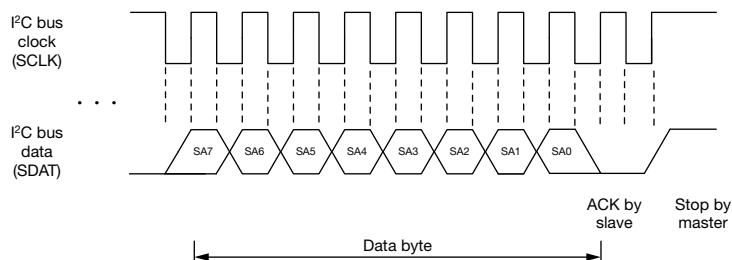 I²C bus
clock
(SCLK)
. . .
I²C bus
data
(SDAT)
SA7 SA6 SA5 SA4 SA3 SA2 SA1 SA0
ACK by
slave
Stop by
master
Data byte